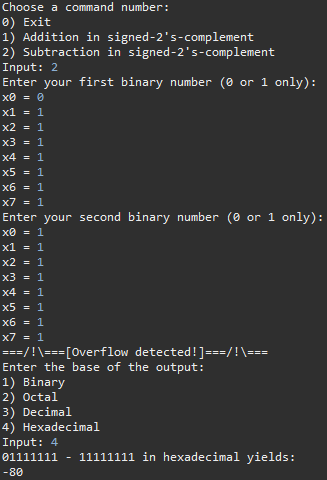 Choose a command number:
0) Exit
1) Addition in signed-2's-complement
2) Subtraction in signed-2's-complement
Input: 2
Enter your first binary number (0 or 1 only):
x0 = 0
x1 = 1
x2 = 1
x3 = 1
x4 = 1
x5 = 1
x6 = 1
x7 = 1
Enter your second binary number (0 or 1 only):
x0 = 1
x1 = 1
x2 = 1
x3 = 1
x4 = 1
x5 = 1
x6 = 1
x7 = 1
===/!\===[Overflow detected!]===/!\===
Enter the base of the output:
1) Binary
2) Octal
3) Decimal
4) Hexadecimal
Input: 4
01111111 - 11111111 in hexadecimal yields:
-80